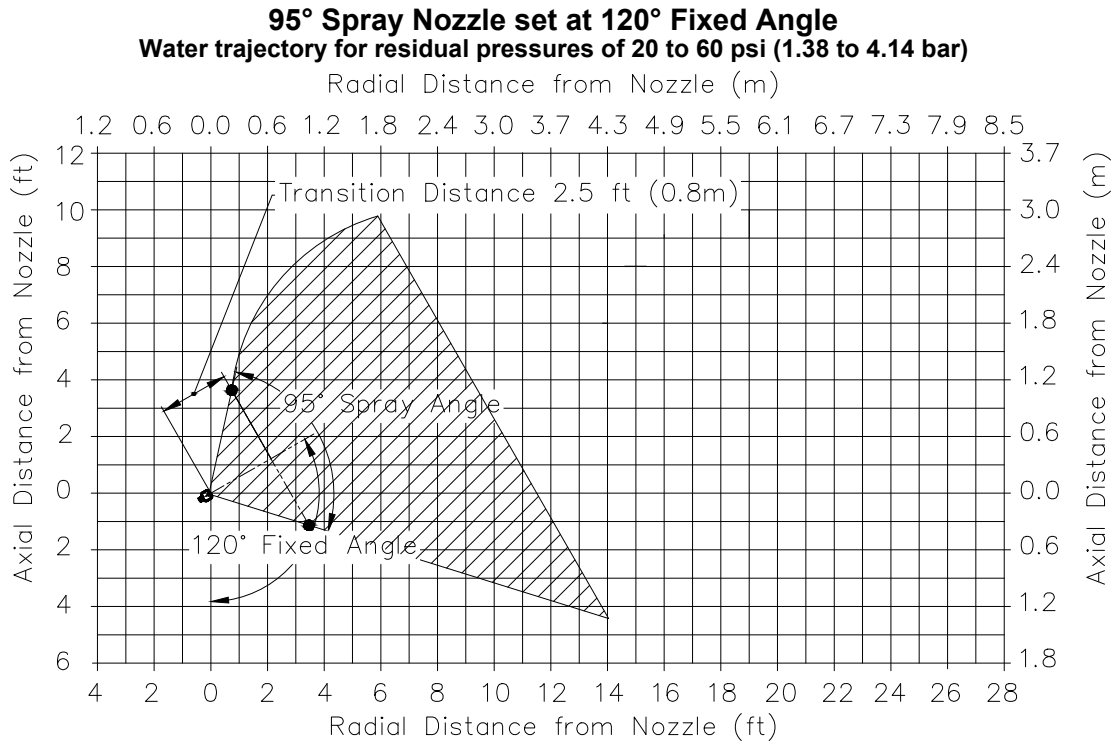 95° Spray Nozzle set at 120° Fixed Angle
Water trajectory for residual pressures of 20 to 60 psi (1.38 to 4.14 bar)
Radial Distance from Nozzle (m)
1.2 0.6 0.0 0.6 1.2 1.8 2.4 3.0 3.7 4.3 4.9 5.5 6.1 6.7 7.3 7.9 8.5
Axial Distance from Nozzle (ft)
12
10
8
6
4
2
0
2
4
6
Transition Distance 2.5 ft (0.8m)
95° Spray Angle
120° Fixed Angle
3.7
3.0
2.4
1.8
1.2
0.6
0.0
0.6
1.2
1.8
Axial Distance from Nozzle (m)
4 2 0 2 4 6 8 10 12 14 16 18 20 22 24 26 28
Radial Distance from Nozzle (ft)